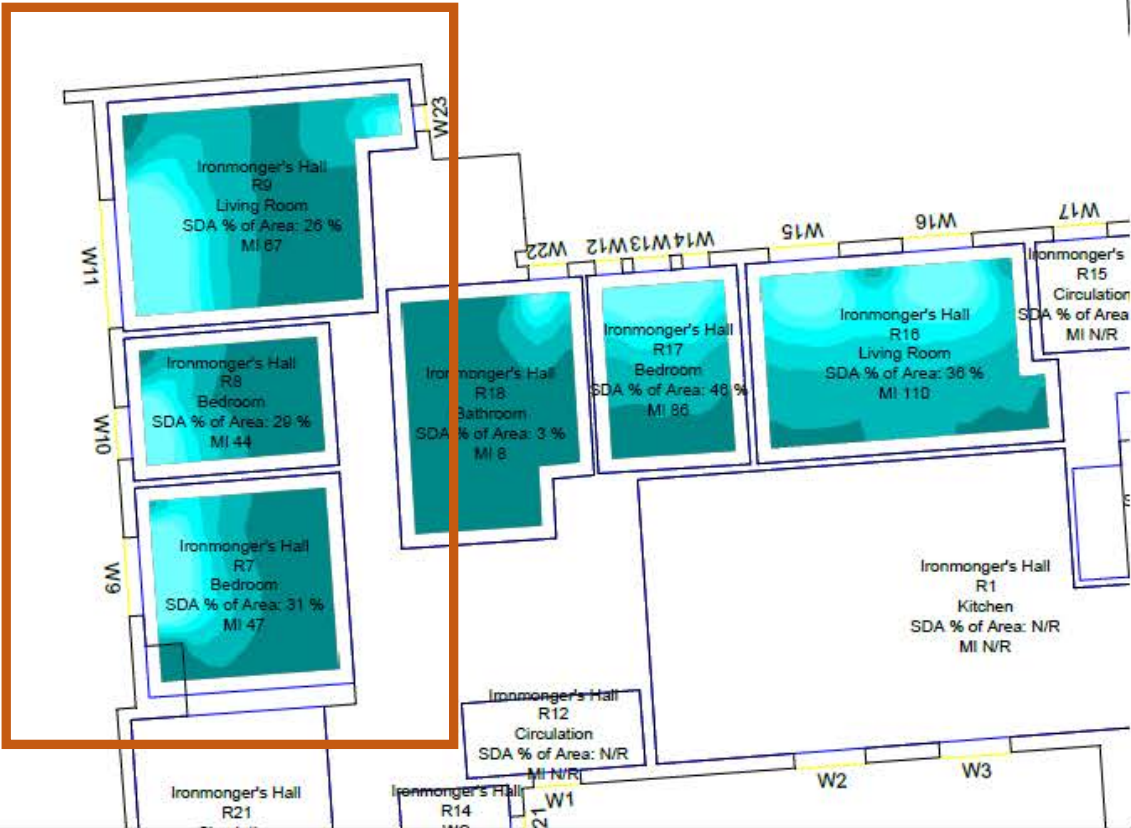 W23
Ironmonger's Hall
R9
Living Room
SDA % of Area: 26 %
MI 67
W11
W22
W12
W13
W14
W15
W16
W17
Ironmonger's
R15
Circulation
SDA % of Area
MI N/R
Ironmonger's Hall
R8
Bedroom
SDA % of Area: 29 %
MI 44
W10
Ironmonger's Hall
R18
Bathroom
SDA % of Area: 3 %
MI 8
Ironmonger's Hall
R17
Bedroom
SDA % of Area: 46 %
MI 86
Ironmonger's Hall
R16
Living Room
SDA % of Area: 36 %
MI 110
Ironmonger's Hall
R7
Bedroom
SDA % of Area: 31 %
MI 47
W9
Ironmonger's Hall
R1
Kitchen
SDA % of Area: N/R
MI N/R
Ironmonger's Hall
R12
Circulation
SDA % of Area: N/R
MI N/R
W1
W2
W3
Ironmonger's Hall
R21
Ironmonger's Hall
R14
21